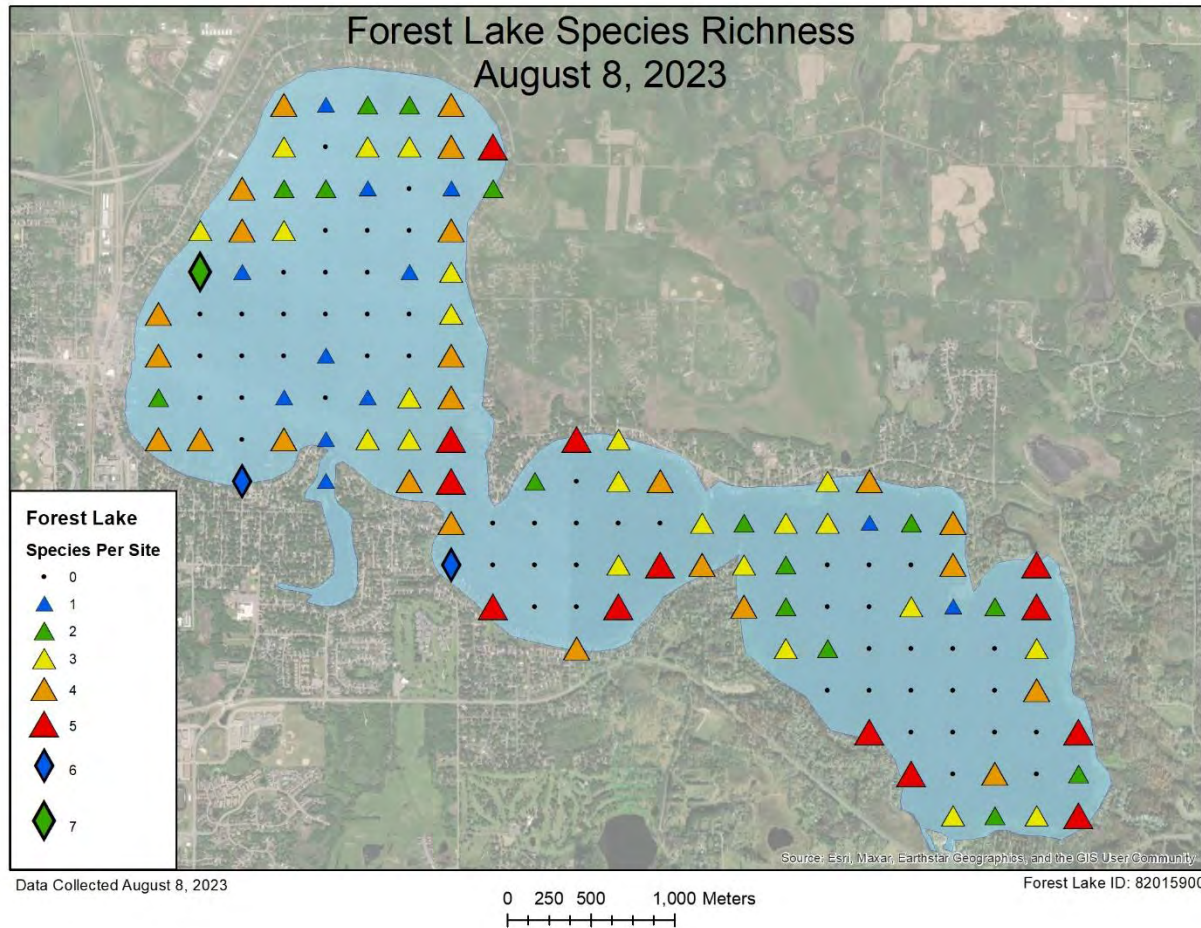 Forest Lake Species Richness
August 8, 2023
Forest Lake
Species Per Site
0
1
2
3
4
5
6
7
Source: Esri, Maxar, Earthstar Geographics, and the GIS User Community
Data Collected August 8, 2023
Forest Lake ID: 82015900
0 250 500 1,000 Meters